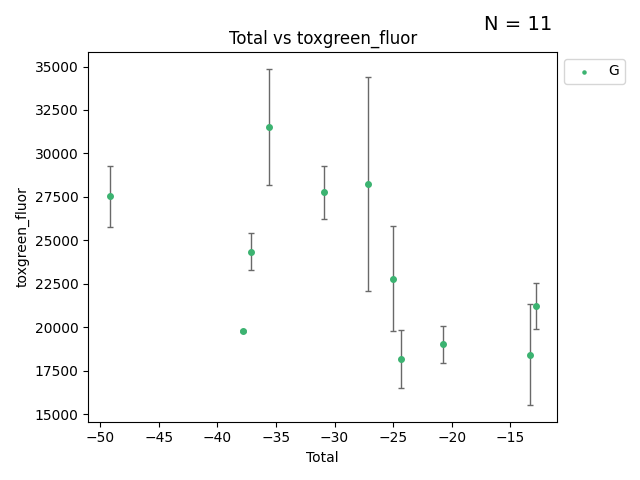 N = 11
Total vs toxgreen_fluor
G
35000
32500
30000
27500
25000
22500
20000
17500
15000
toxgreen_fluor
−50 −45 −40 −35 −30 −25 −20 −15
Total